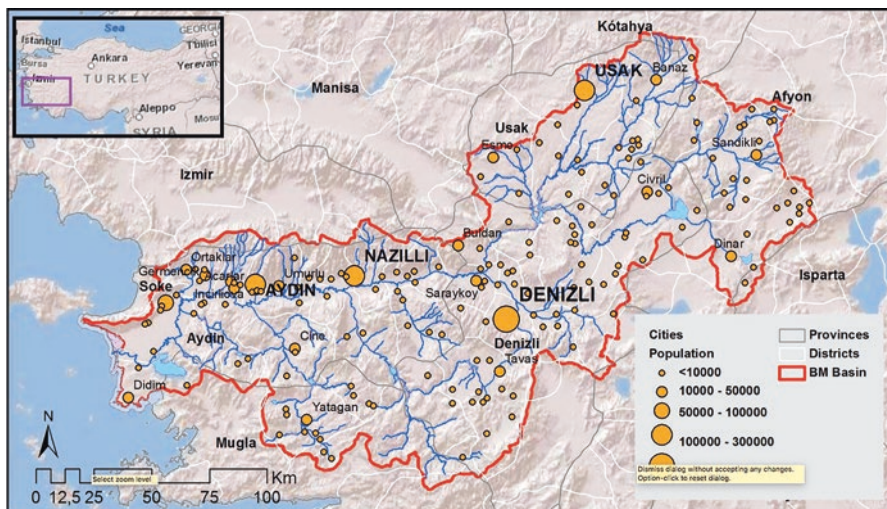 Sea
GEORGIA
Istanbul
Tbilisi
Bursa
Ankara
Yerevan
Izmir
TURKEY
Aleppo
Mosu
SYRIA
Kótahya
Manisa
USAK
Banaz
Afyon
Usak
Esme
Sandikli
Izmir
Civril
Buldan
Dinar
Ortaklar
NAZILLI
Isparta
Germencik
Umurlu
Soke
Incirliova
AYDIN
Saraykoy
DENIZLI
Aydin
Cine
Denizli
Tavas
Didim
Yatagan
Mugla
N
Km
0 12,5 25 50 75 100
Select zoom level
Cities
Population
<10000
10000 - 50000
50000 - 100000
100000 - 300000
Provinces
Districts
BM Basin
Dismiss dialog without accepting any changes.
Option-click to reset dialog.